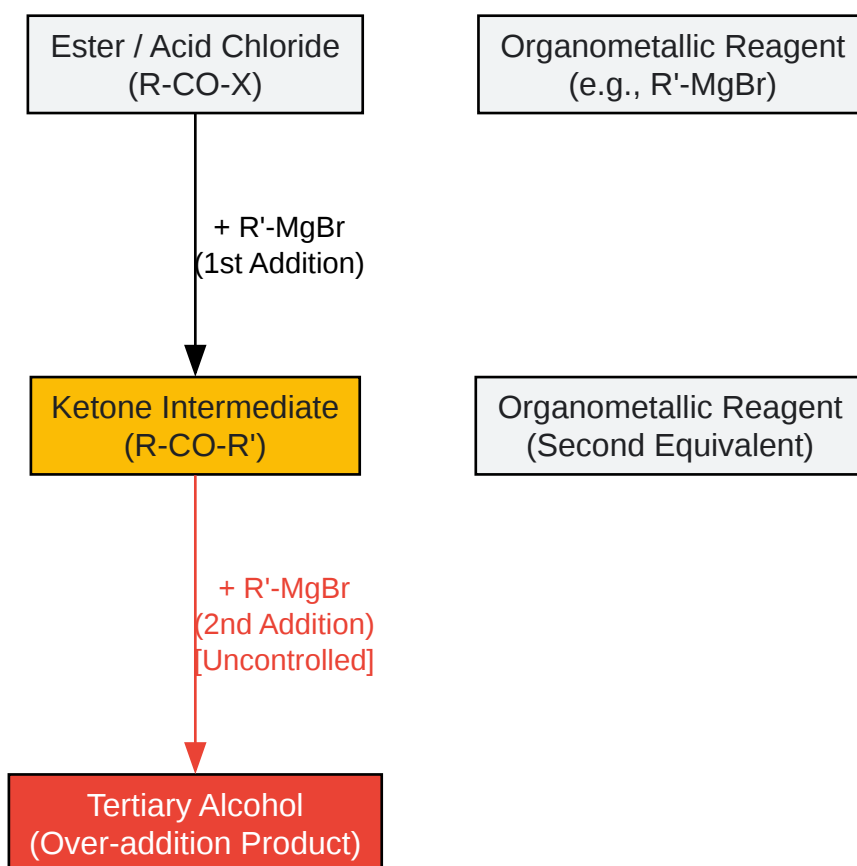 Ester / Acid Chloride
(R-CO-X)
Organometallic Reagent
(e.g., R'-MgBr)
+ R'-MgBr
(1st Addition)
Ketone Intermediate
(R-CO-R')
Organometallic Reagent
(Second Equivalent)
+ R'-MgBr
(2nd Addition)
[Uncontrolled]
Tertiary Alcohol
(Over-addition Product)